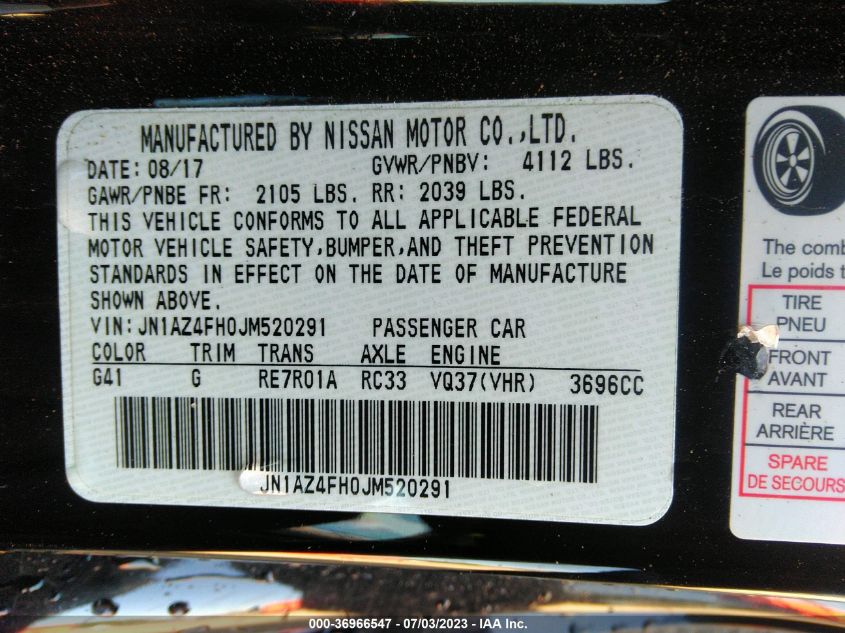 MANUFACTURED BY NISSAN MOTOR CO.,LTD.
DATE: 08/17 GVWR/PNBV: 4112 LBS.
GAWR/PNBE FR: 2105 LBS. RR: 2039 LBS.
THIS VEHICLE CONFORMS TO ALL APPLICABLE FEDERAL
MOTOR VEHICLE SAFETY,BUMPER,AND THEFT PREVENTION
STANDARDS IN EFFECT ON THE DATE OF MANUFACTURE
SHOWN ABOVE.
VIN:JN1AZ4FH0JM520291 PASSENGER CAR
COLOR TRIM TRANS AXLE ENGINE
G41 G RE7R01A RC33 VQ37(VHR) 3696CC
JN1AZ4FH0JM520291
The comb
Le poids t
TIRE
PNEU
FRONT
AVANT
REAR
ARRIÈRE
SPARE
DE SECOURS
000-36966547 - 07/03/2023 - © IAA Inc.